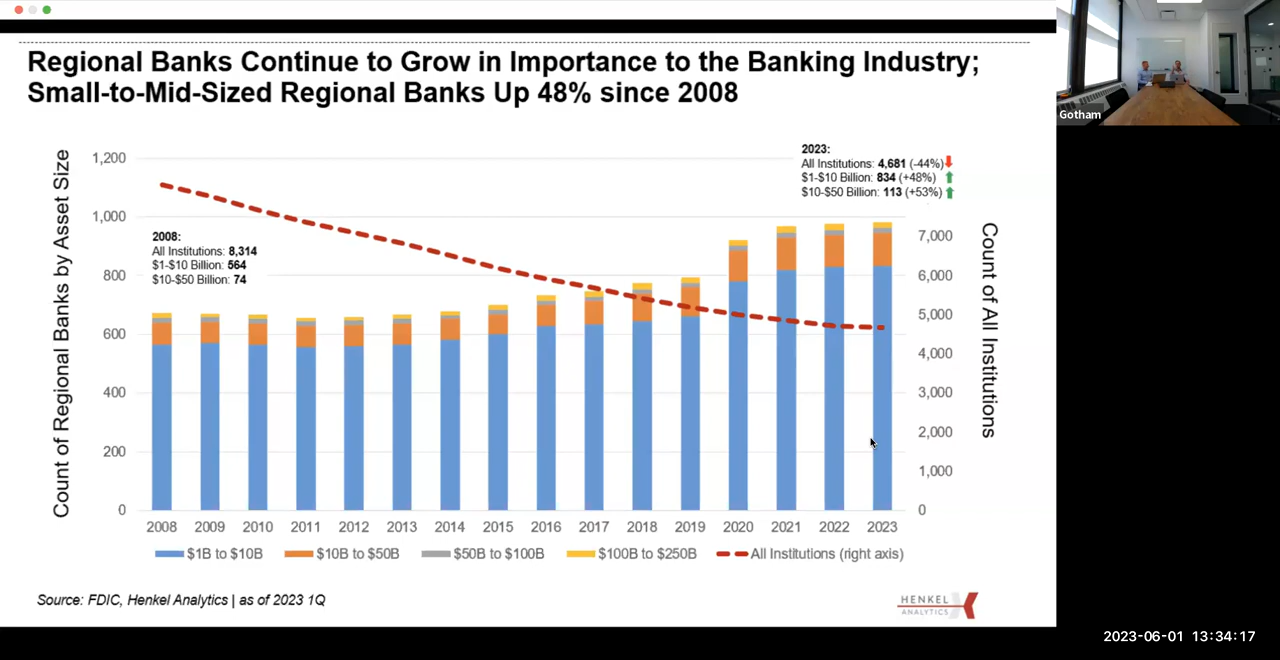 Regional Banks Continue to Grow in Importance to the Banking Industry;
Small-to-Mid-Sized Regional Banks Up 48% since 2008
Gotham
Count of Regional Banks by Asset Size
1,200
1,000
800
600
400
200
0
2008:
All Institutions: 8,314
$1-$10 Billion: 564
$10-$50 Billion: 74
2023:
All Institutions: 4,681 (-44%)
$1-$10 Billion: 834 (+48%)
$10-$50 Billion: 113 (+53%)
7,000
6,000
5,000
4,000
3,000
2,000
1,000
0
Count of All Institutions
2008 2009 2010 2011 2012 2013 2014 2015 2016 2017 2018 2019 2020 2021 2022 2023
$1B to $10B $10B to $50B $50B to $100B $100B to $250B All Institutions (right axis)
Source: FDIC, Henkel Analytics | as of 2023 1Q
HENKEL
ANALYTICS
2023-06-01 13:34:17